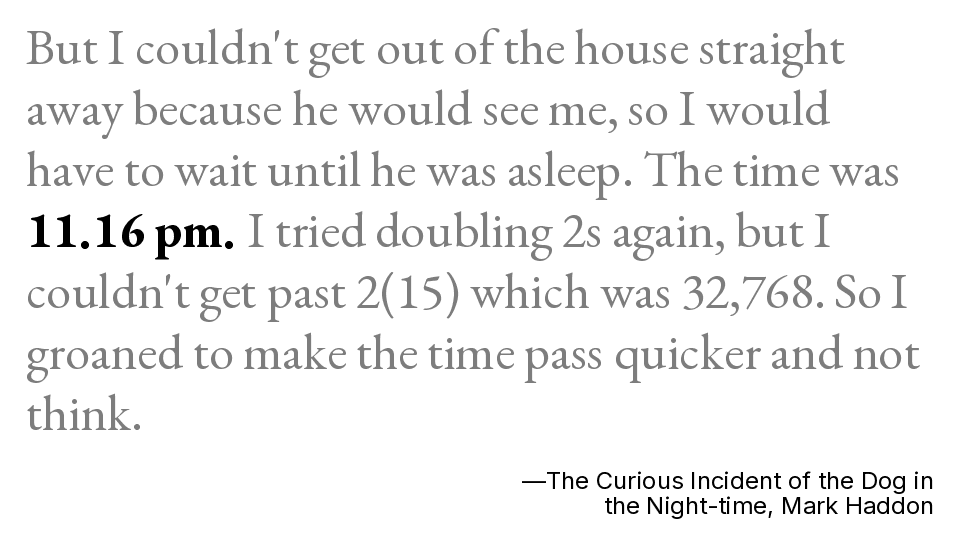 But I couldn't get out of the house straight
away because he would see me, so I would
have to wait until he was asleep. The time was
11.16 pm. I tried doubling 2s again, but I
couldn't get past 2(15) which was 32,768. So I
groaned to make the time pass quicker and not
think.
—The Curious Incident of the Dog in
the Night-time, Mark Haddon